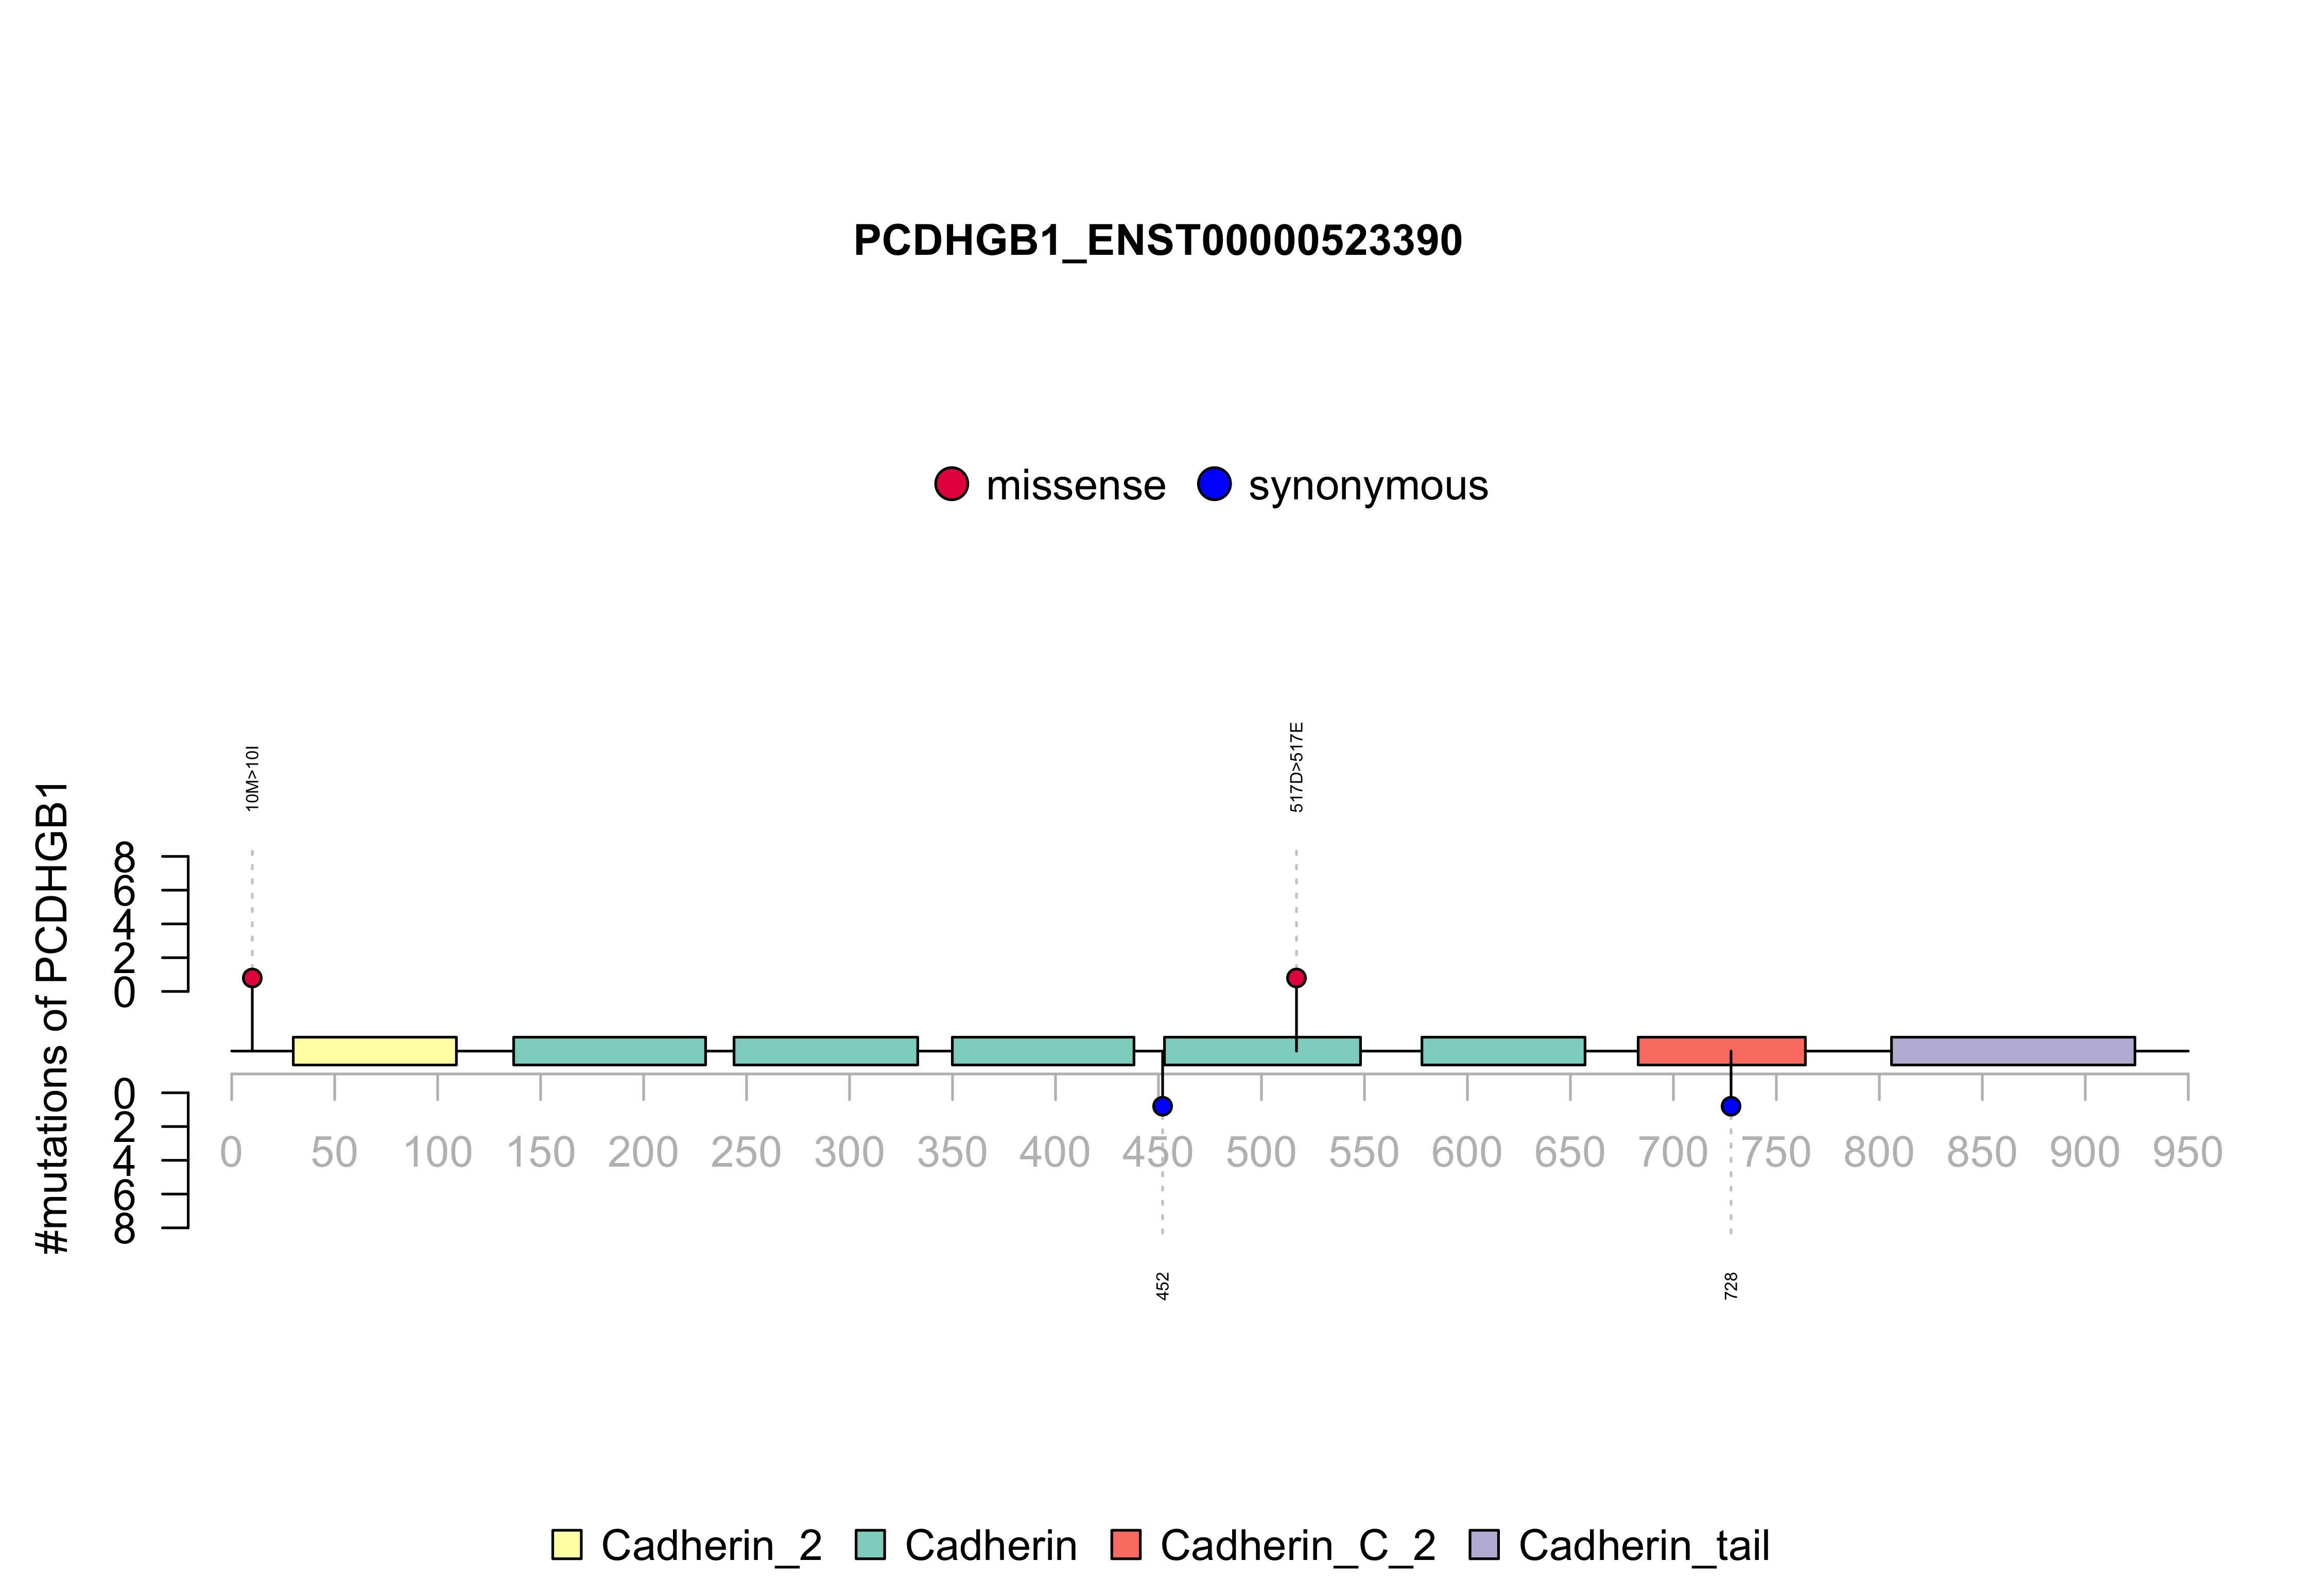 PCDHGB1_ENST00000523390
missense synonymous
10M>10I
517D>517E
#mutations of PCDHGB1
8
6
4
2
0
0
2
4
6
8
0 50 100 150 200 250 300 350 400 450 500 550 600 650 700 750 800 850 900 950
452
728
Cadherin_2 Cadherin Cadherin_C_2 Cadherin_tail